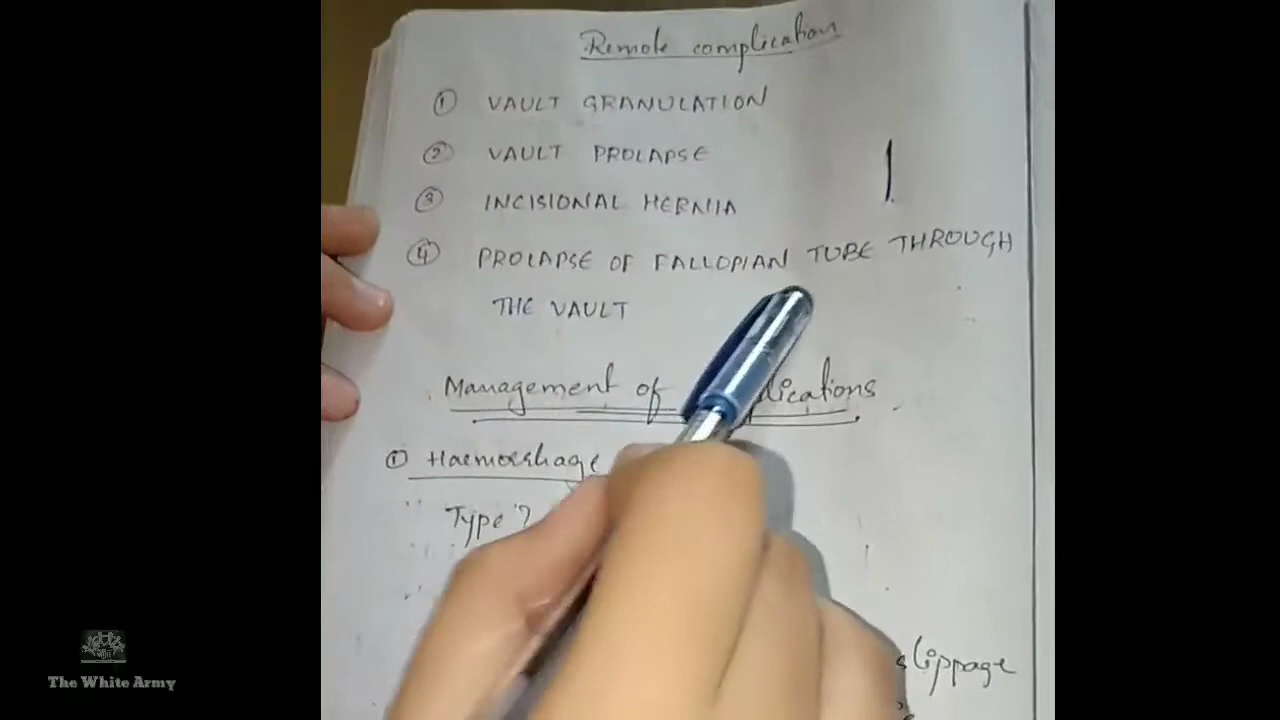 Remote complication
① VAULT GRANULATION
② VAULT PROLAPSE
③ INCISIONAL HERNIA
④ PROLAPSE OF FALLOPIAN TUBE THROUGH
THE VAULT
Management of
① Haemorrhage
Type ?
slippage
The White Army